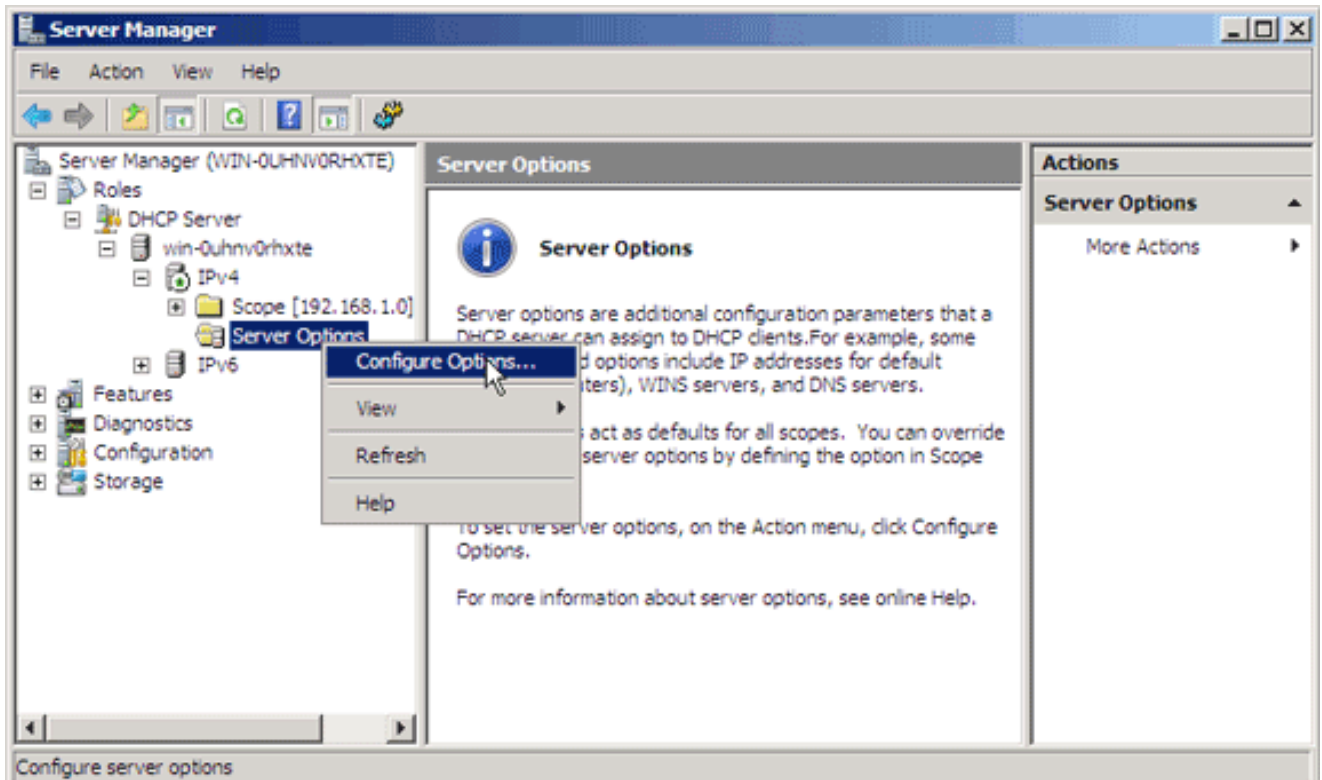 Server Manager
File Action View Help
Server Manager (WIN-0UHNV0RHXTE)
Roles
DHCP Server
win-0uhnv0rhxte
IPv4
Scope [192.168.1.0]
Server Options
IPv6
Features
Diagnostics
Configuration
Storage
Configure Options...
View
Refresh
Help
Server Options
Server Options
Server options are additional configuration parameters that a
DHCP server can assign to DHCP clients.For example, some
options include IP addresses for default
WINS servers, and DNS servers.
act as defaults for all scopes. You can override
server options by defining the option in Scope
To set the server options, on the Action menu, click Configure
Options.
For more information about server options, see online Help.
Actions
Server Options
More Actions
Configure server options